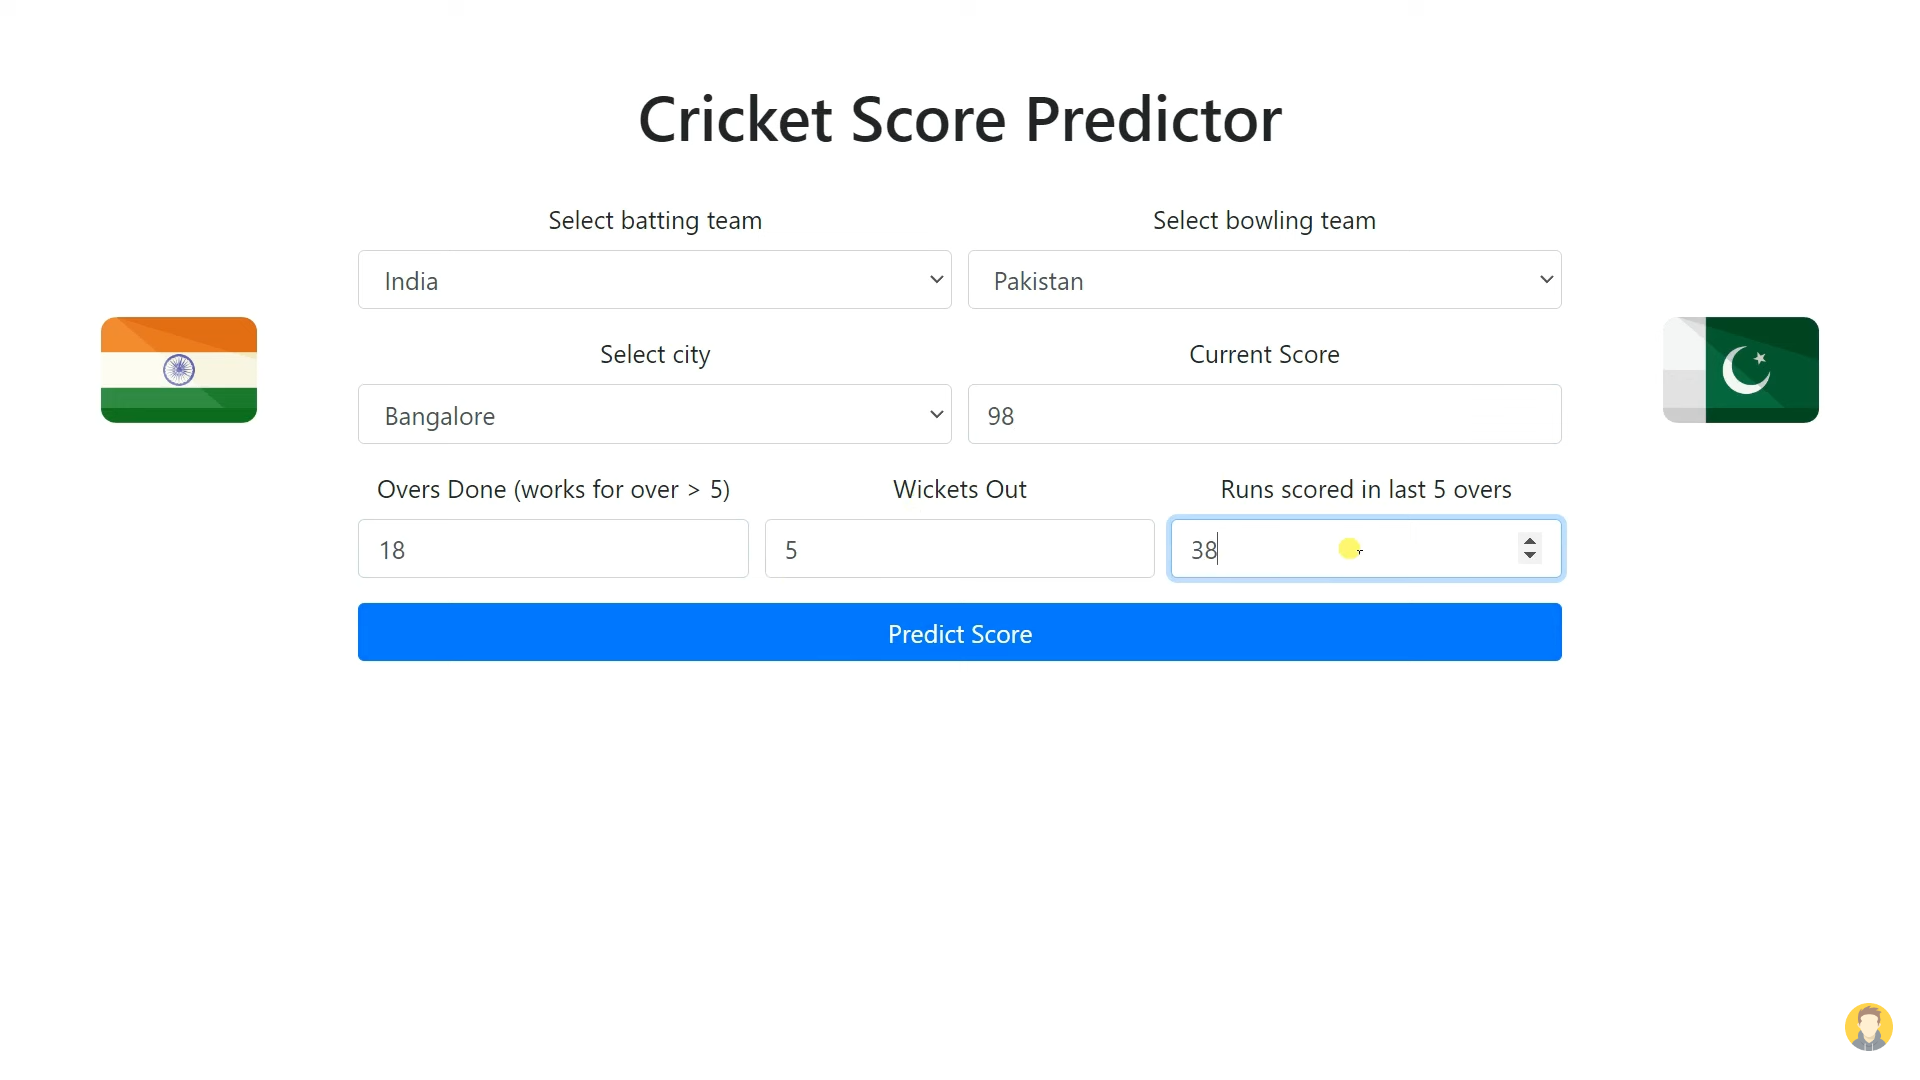 Cricket Score Predictor
Select batting team
Select bowling team
India
Pakistan
Select city
Current Score
Bangalore
98
Overs Done (works for over > 5)
Wickets Out
Runs scored in last 5 overs
18
5
38
Predict Score